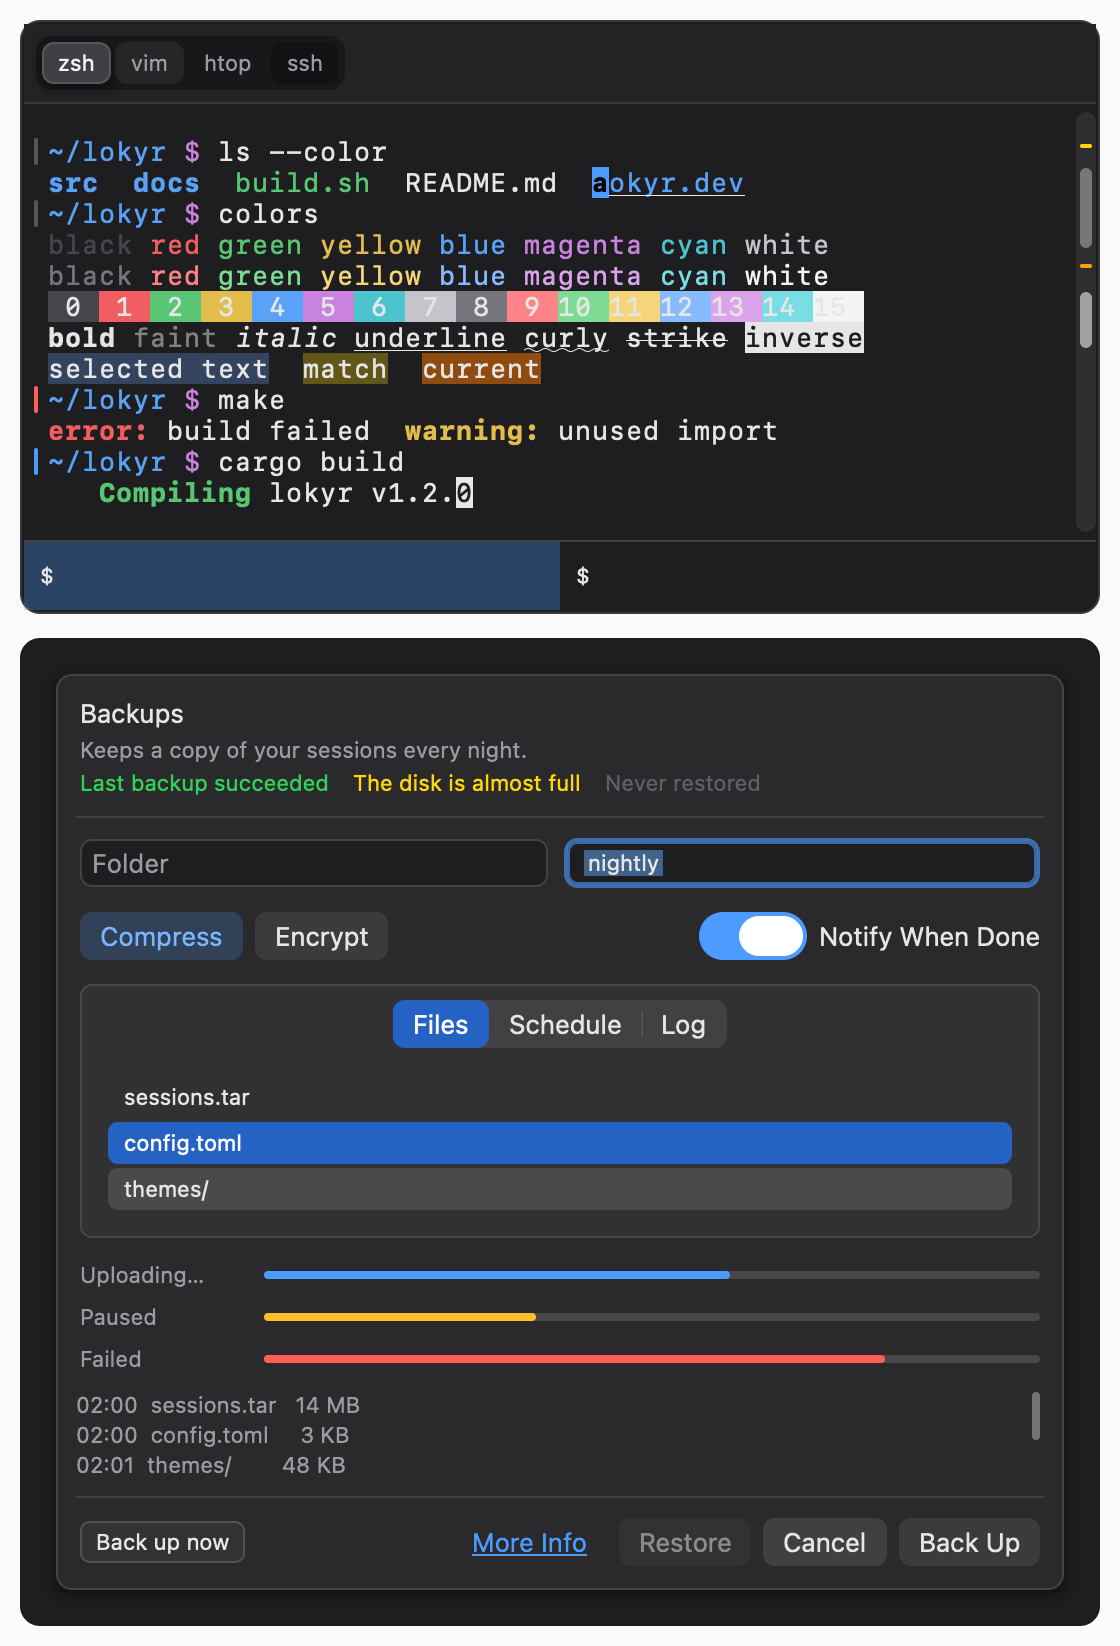 zsh vim htop ssh
~/lokyr $ ls --color
src docs build.sh README.md aokyr.dev
~/lokyr $ colors
black red green yellow blue magenta cyan white
black red green yellow blue magenta cyan white
0 1 2 3 4 5 6 7 8 9 10 11 12 13 14 15
bold faint italic underline curly strike inverse
selected text match current
~/lokyr $ make
error: build failed warning: unused import
~/lokyr $ cargo build
Compiling lokyr v1.2.0
$ $
Backups
Keeps a copy of your sessions every night.
Last backup succeeded The disk is almost full Never restored
Folder nightly
Compress Encrypt Notify When Done
Files Schedule Log
sessions.tar
config.toml
themes/
Uploading...
Paused
Failed
02:00 sessions.tar 14 MB
02:00 config.toml 3 KB
02:01 themes/ 48 KB
Back up now More Info Restore Cancel Back Up